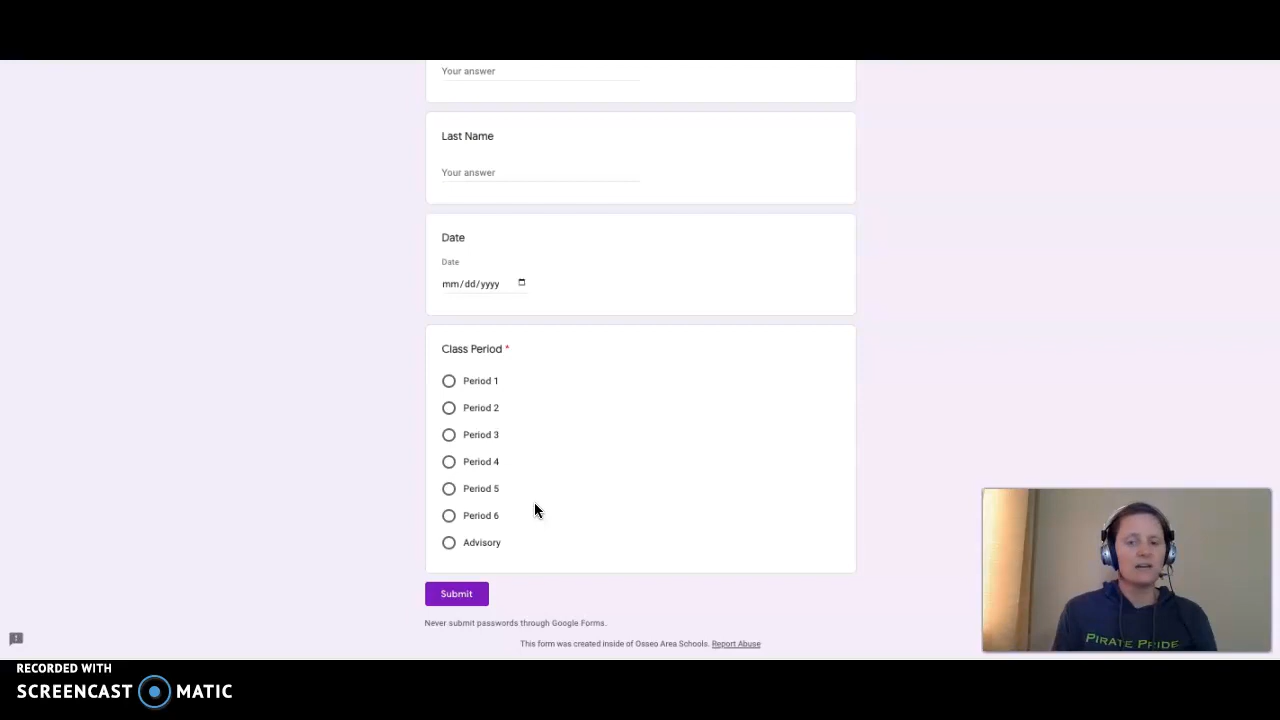 Your answer
Last Name
Your answer
Date
Date
mm/dd/yyyy
Class Period *
Period 1
Period 2
Period 3
Period 4
Period 5
Period 6
Advisory
Submit
Never submit passwords through Google Forms.
This form was created inside of Osseo Area Schools. Report Abuse
PIRATE PRIDE
RECORDED WITH
SCREENCAST MATIC